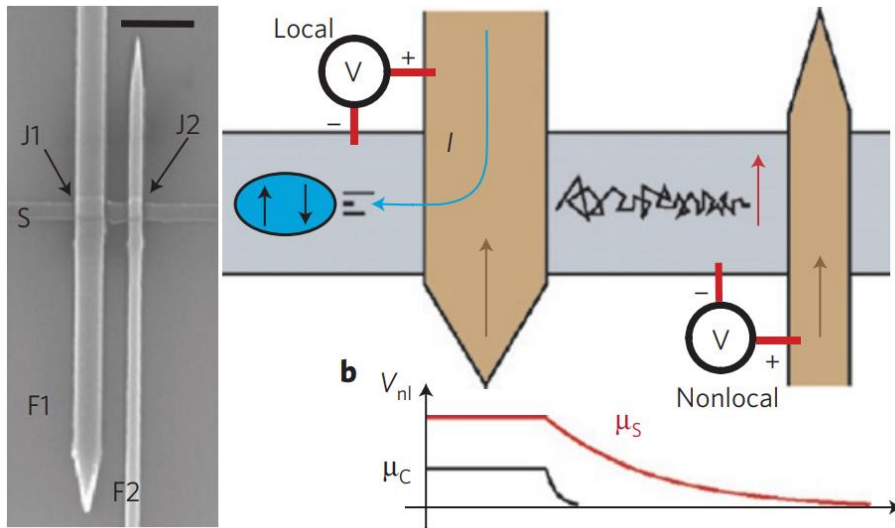 J1
J2
S
F1
F2
Local
V
+
−
I
−
V
+
Nonlocal
b
V_nl
μ_S
μ_C